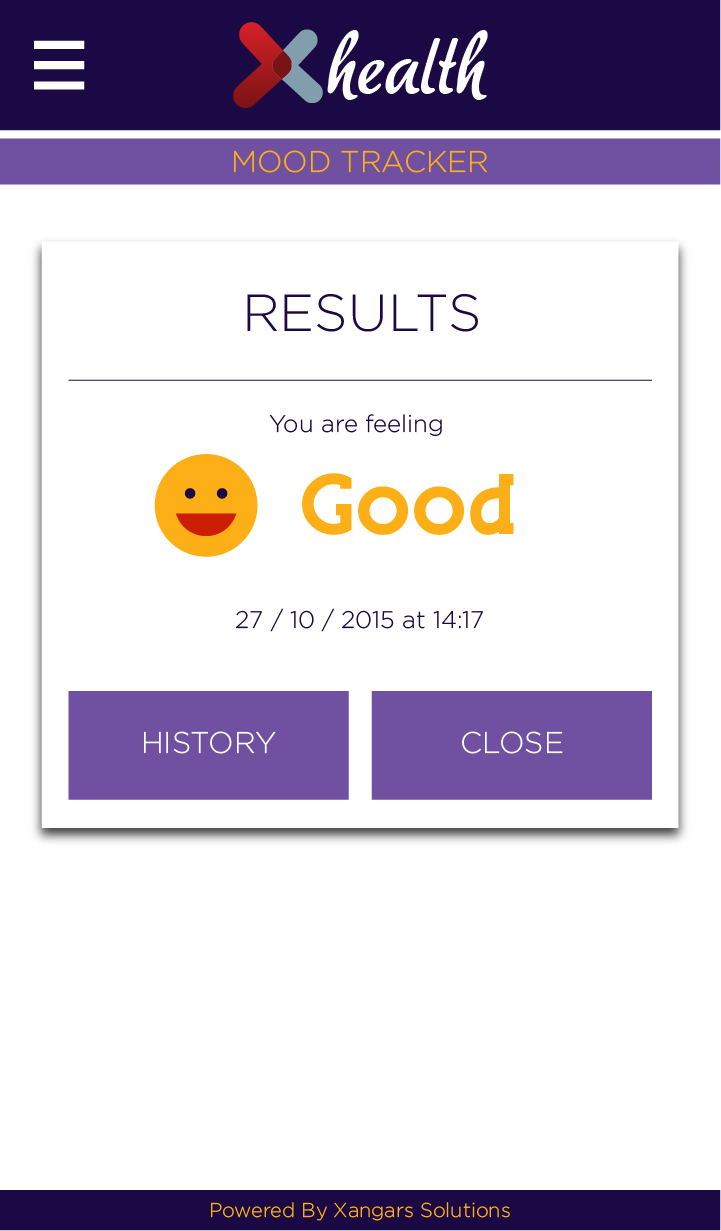 Xhealth
MOOD TRACKER
RESULTS
You are feeling
Good
27 / 10 / 2015 at 14:17
HISTORY
CLOSE
Powered By Xangars Solutions